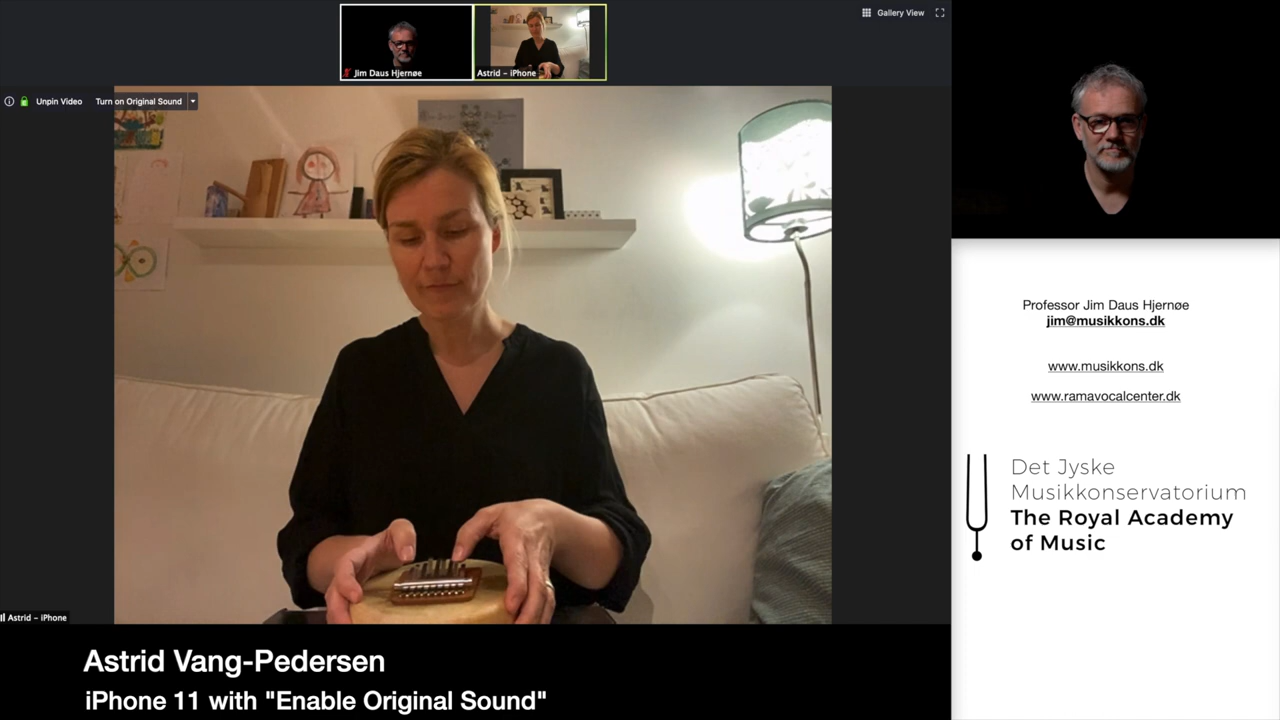 Gallery View
Jim Daus Hjernøe
Astrid – iPhone
Unpin Video
Turn on Original Sound
Astrid – iPhone
Astrid Vang-Pedersen
iPhone 11 with "Enable Original Sound"
Professor Jim Daus Hjernøe
jim@musikkons.dk
www.musikkons.dk
www.ramavocalcenter.dk
Det Jyske
Musikkonservatorium
The Royal Academy
of Music